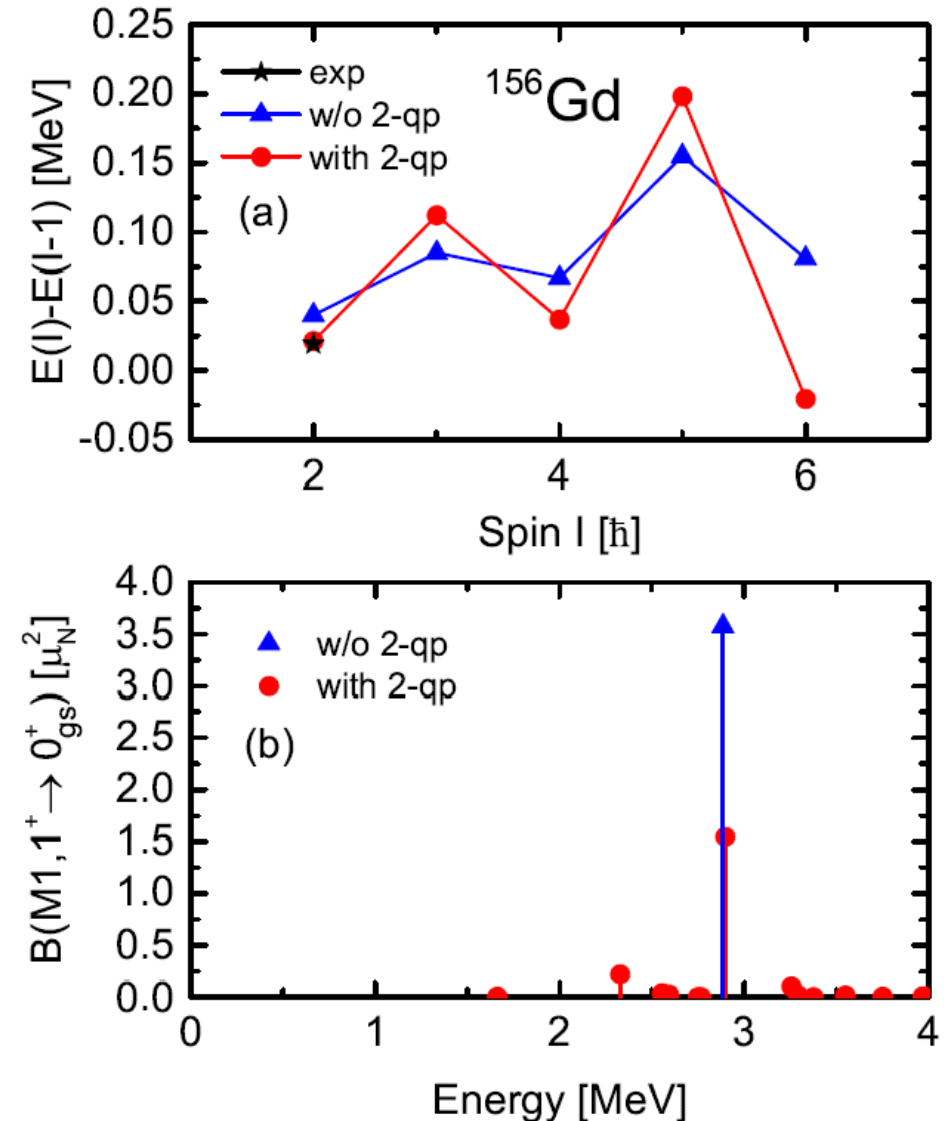 0.25
0.20
0.15
0.10
0.05
0.00
-0.05
E(I)-E(I-1) [MeV]
exp
w/o 2-qp
with 2-qp
¹⁵⁶Gd
(a)
2 4 6
Spin I [ħ]
4.0
3.5
3.0
2.5
2.0
1.5
1.0
0.5
0.0
B(M1,1⁺→ 0⁺gs) [μ²N]
w/o 2-qp
with 2-qp
(b)
0 1 2 3 4
Energy [MeV]